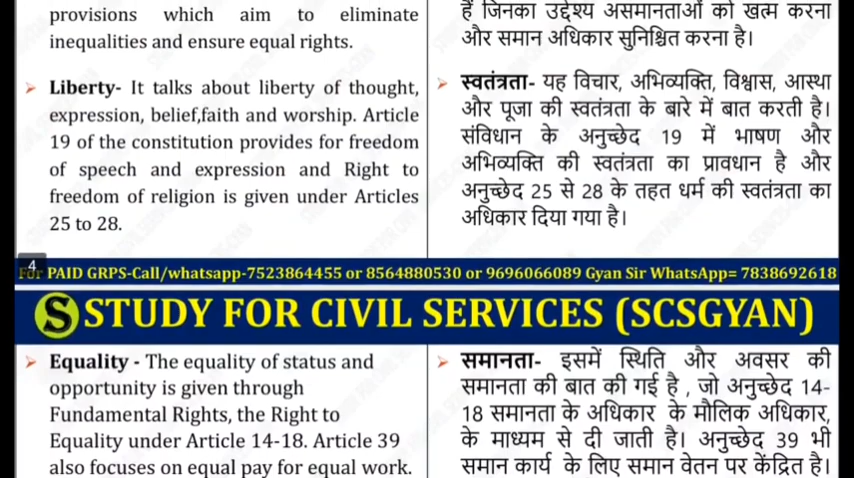 provisions which aim to eliminate
inequalities and ensure equal rights.
➤ Liberty- It talks about liberty of thought,
expression, belief,faith and worship. Article
19 of the constitution provides for freedom
of speech and expression and Right to
freedom of religion is given under Articles
25 to 28.
हैं जिनका उद्देश्य असमानताओं को खत्म करना
और समान अधिकार सुनिश्चित करना है।
➤ स्वतंत्रता- यह विचार, अभिव्यक्ति, विश्वास, आस्था
और पूजा की स्वतंत्रता के बारे में बात करती है।
संविधान के अनुच्छेद 19 में भाषण और
अभिव्यक्ति की स्वतंत्रता का प्रावधान है और
अनुच्छेद 25 से 28 के तहत धर्म की स्वतंत्रता का
अधिकार दिया गया है।
4
For PAID GRPS-Call/whatsapp-7523864455 or 8564880530 or 9696066089 Gyan Sir WhatsApp= 7838692618
S STUDY FOR CIVIL SERVICES (SCSGYAN)
➤ Equality - The equality of status and
opportunity is given through
Fundamental Rights, the Right to
Equality under Article 14-18. Article 39
also focuses on equal pay for equal work.
➤ समानता- इसमें स्थिति और अवसर की
समानता की बात की गई है , जो अनुच्छेद 14-
18 समानता के अधिकार के मौलिक अधिकार,
के माध्यम से दी जाती है। अनुच्छेद 39 भी
समान कार्य के लिए समान वेतन पर केंद्रित है।